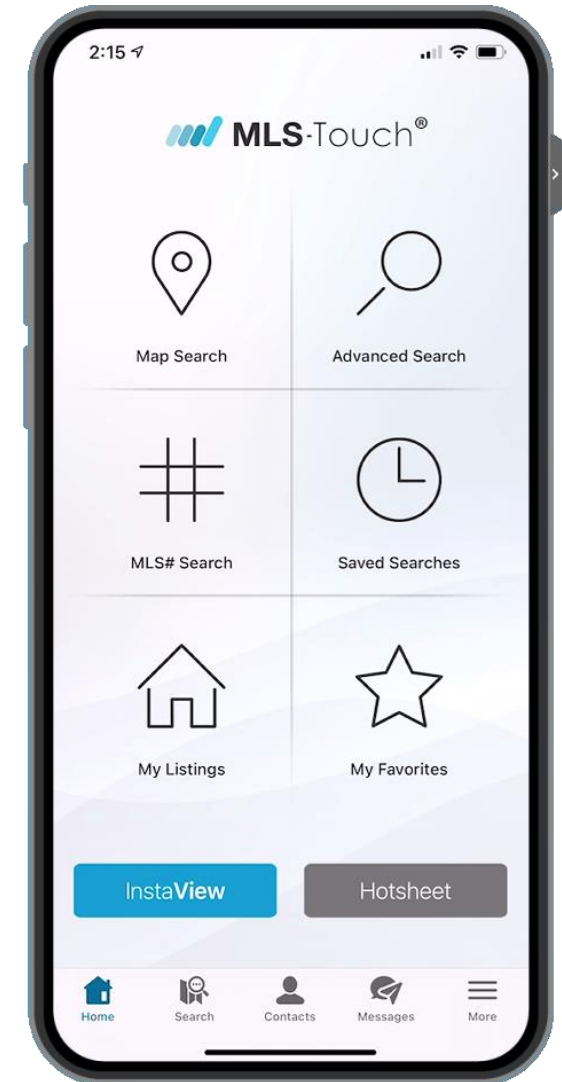 2:15
MLS-Touch®
Map Search
Advanced Search
MLS# Search
Saved Searches
My Listings
My Favorites
InstaView
Hotsheet
Home
Search
Contacts
Messages
More